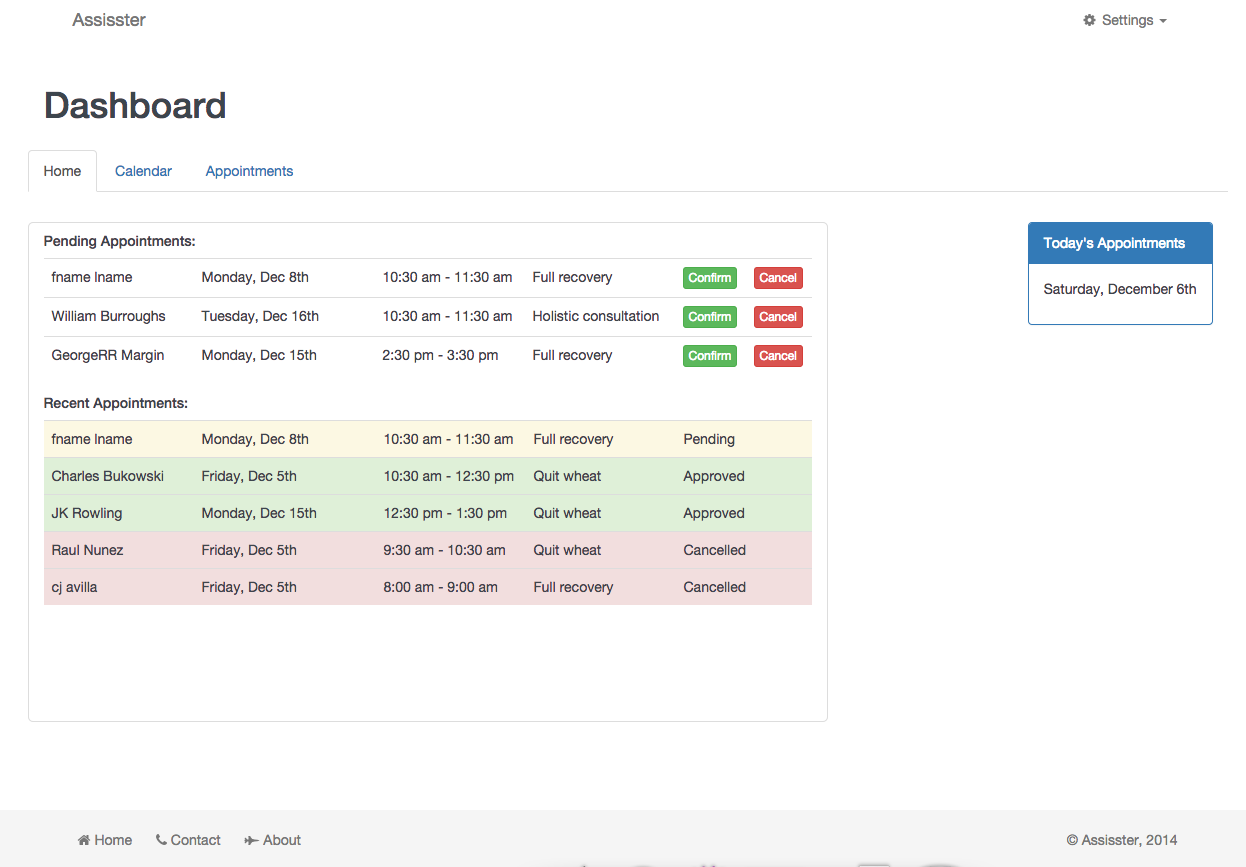 Assisster Settings
Dashboard
Home Calendar Appointments
Pending Appointments:
fname lname Monday, Dec 8th 10:30 am - 11:30 am Full recovery Confirm Cancel
William Burroughs Tuesday, Dec 16th 10:30 am - 11:30 am Holistic consultation Confirm Cancel
GeorgeRR Margin Monday, Dec 15th 2:30 pm - 3:30 pm Full recovery Confirm Cancel
Recent Appointments:
fname lname Monday, Dec 8th 10:30 am - 11:30 am Full recovery Pending
Charles Bukowski Friday, Dec 5th 10:30 am - 12:30 pm Quit wheat Approved
JK Rowling Monday, Dec 15th 12:30 pm - 1:30 pm Quit wheat Approved
Raul Nunez Friday, Dec 5th 9:30 am - 10:30 am Quit wheat Cancelled
cj avilla Friday, Dec 5th 8:00 am - 9:00 am Full recovery Cancelled
Today's Appointments
Saturday, December 6th
Home Contact About © Assisster, 2014